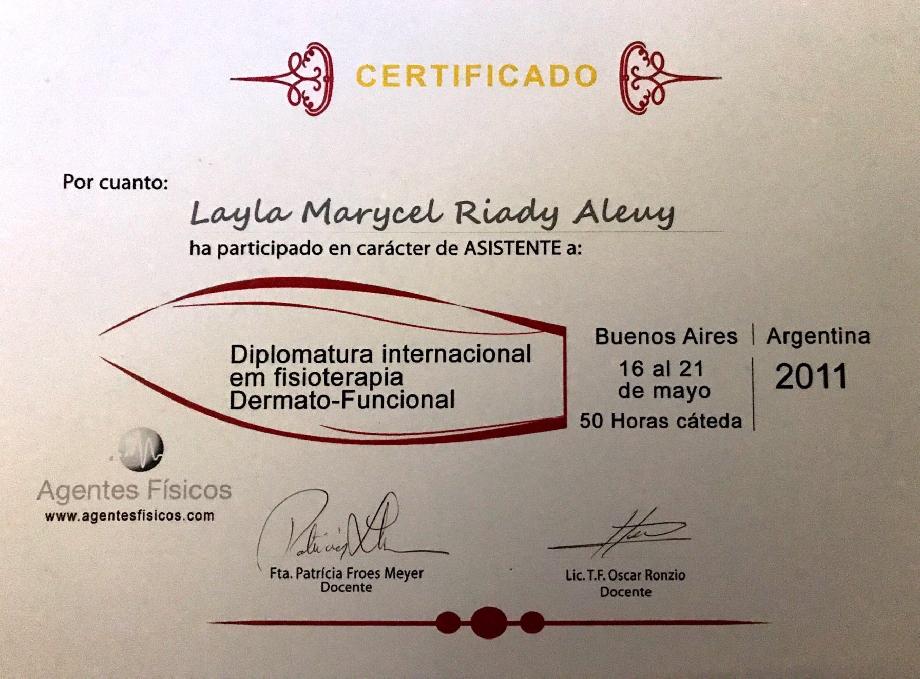 CERTIFICADO
Por cuanto:
Layla Marycel Riady Aleuy
ha participado en carácter de ASISTENTE a:
Diplomatura internacional
em fisioterapia
Dermato-Funcional
Buenos Aires | Argentina
16 al 21
de mayo
2011
50 Horas cáteda
Agentes Físicos
www.agentesfisicos.com
Fta. Patrícia Froes Meyer
Docente
Lic. T.F. Oscar Ronzio
Docente